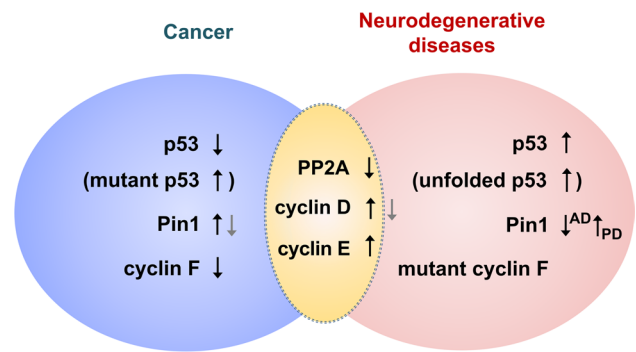 Cancer
Neurodegenerative
diseases
p53 ↓
(mutant p53 ↑)
Pin1 ↑↓
cyclin F ↓
PP2A ↓
cyclin D ↑↓
cyclin E ↑
p53 ↑
(unfolded p53 ↑)
Pin1 ↓AD↑PD
mutant cyclin F